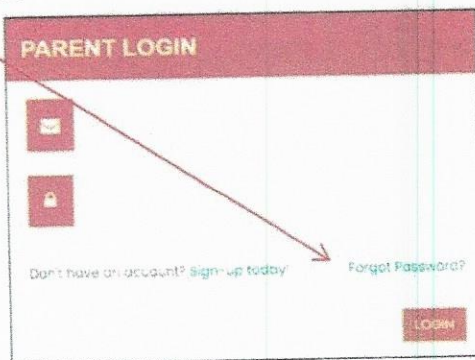 PARENT LOGIN
Don't have an account? Sign-up today Forgot Password?
LOGIN